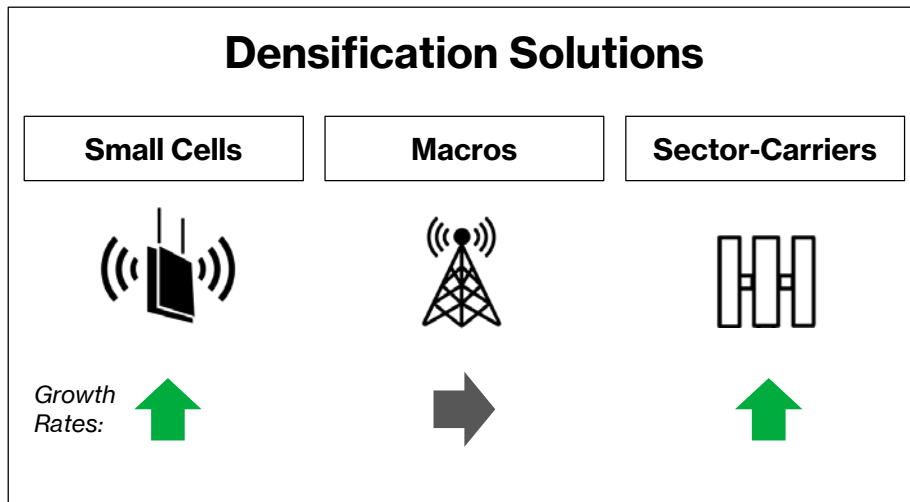 Densification Solutions
Small Cells
Macros
Sector-Carriers
Growth
Rates: